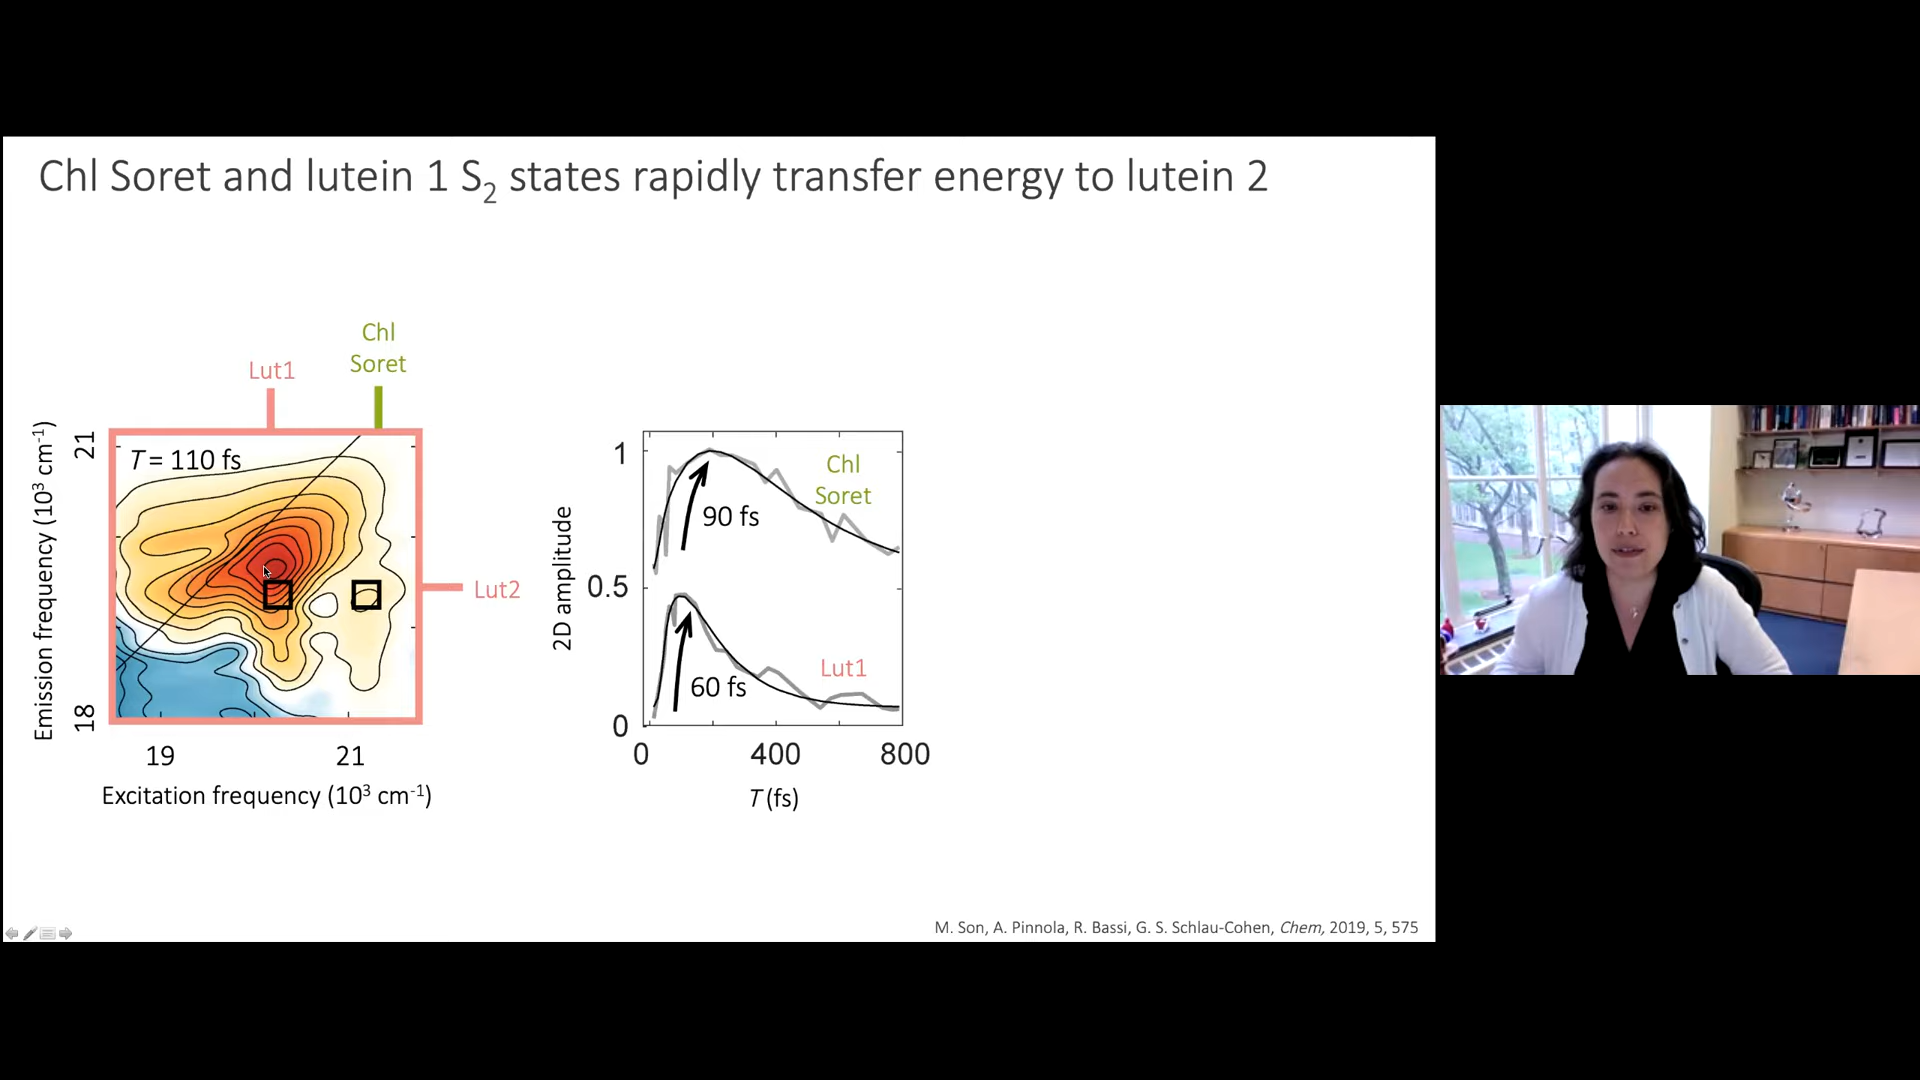 Chl Soret and lutein 1 S2 states rapidly transfer energy to lutein 2
Chl
Soret
Lut1
T = 110 fs
21
18
Emission frequency (10³ cm⁻¹)
Lut2
19
21
Excitation frequency (10³ cm⁻¹)
1
0.5
0
2D amplitude
Chl
Soret
90 fs
Lut1
60 fs
0
400
800
T (fs)
M. Son, A. Pinnola, R. Bassi, G. S. Schlau-Cohen, Chem, 2019, 5, 575